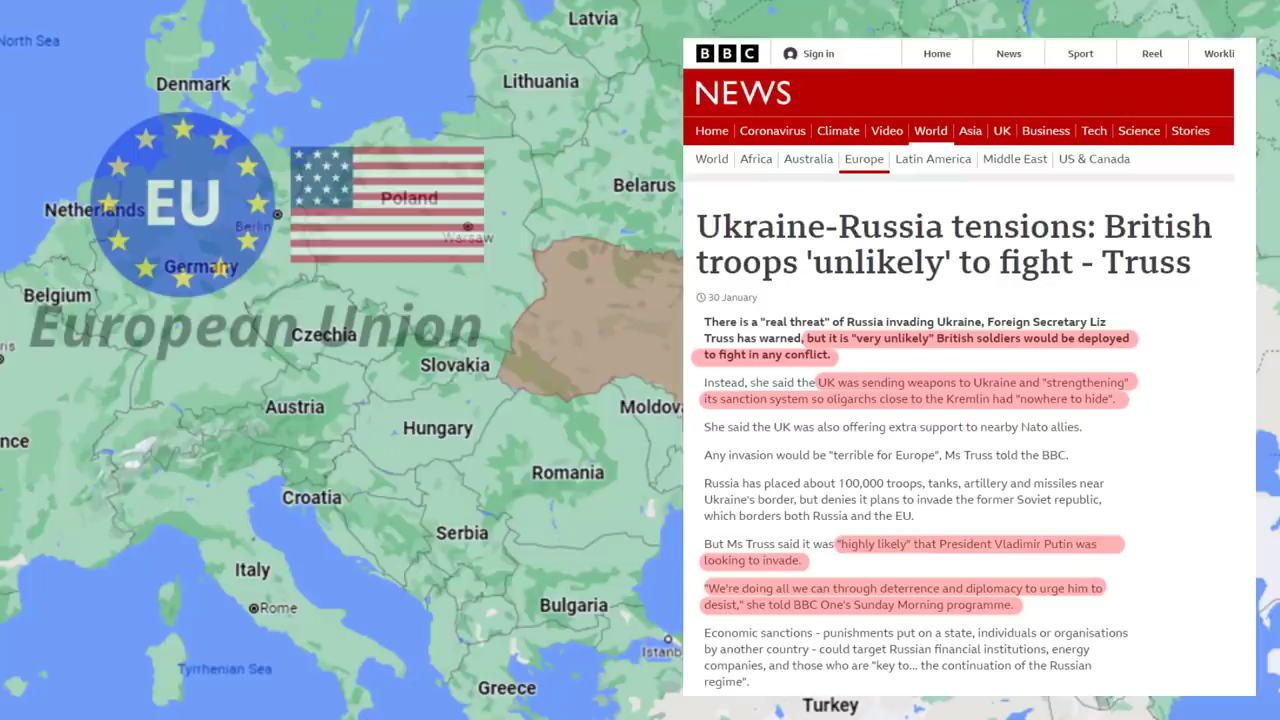 North Sea
Latvia
Denmark
Lithuania
Belarus
Netherlands
EU
Berlin
Poland
Warsaw
Germany
Belgium
European Union
Czechia
ris
Slovakia
Austria
Moldov
nce
Hungary
Romania
Croatia
Serbia
Italy
Rome
Bulgaria
Tyrrhenian Sea
Istanb
Greece
Turkey
BBC Sign in Home News Sport Reel Workli
NEWS
Home Coronavirus Climate Video World Asia UK Business Tech Science Stories
World Africa Australia Europe Latin America Middle East US & Canada
Ukraine-Russia tensions: British
troops 'unlikely' to fight - Truss
30 January
There is a "real threat" of Russia invading Ukraine, Foreign Secretary Liz
Truss has warned, but it is "very unlikely" British soldiers would be deployed
to fight in any conflict.
Instead, she said the UK was sending weapons to Ukraine and "strengthening"
its sanction system so oligarchs close to the Kremlin had "nowhere to hide".
She said the UK was also offering extra support to nearby Nato allies.
Any invasion would be "terrible for Europe", Ms Truss told the BBC.
Russia has placed about 100,000 troops, tanks, artillery and missiles near
Ukraine's border, but denies it plans to invade the former Soviet republic,
which borders both Russia and the EU.
But Ms Truss said it was "highly likely" that President Vladimir Putin was
looking to invade.
"We're doing all we can through deterrence and diplomacy to urge him to
desist," she told BBC One's Sunday Morning programme.
Economic sanctions - punishments put on a state, individuals or organisations
by another country - could target Russian financial institutions, energy
companies, and those who are "key to... the continuation of the Russian
regime".